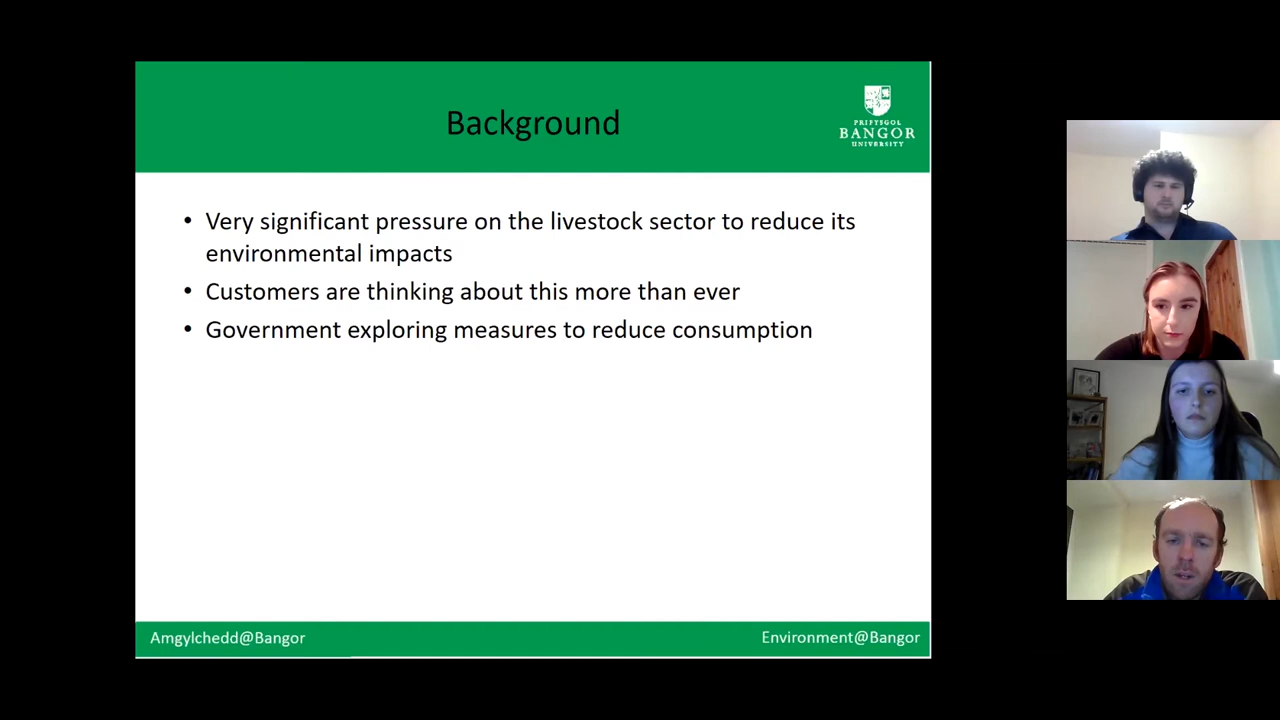 Background
PRIFYSGOL
BANGOR
UNIVERSITY
• Very significant pressure on the livestock sector to reduce its
environmental impacts
• Customers are thinking about this more than ever
• Government exploring measures to reduce consumption
Amgylchedd@Bangor
Environment@Bangor